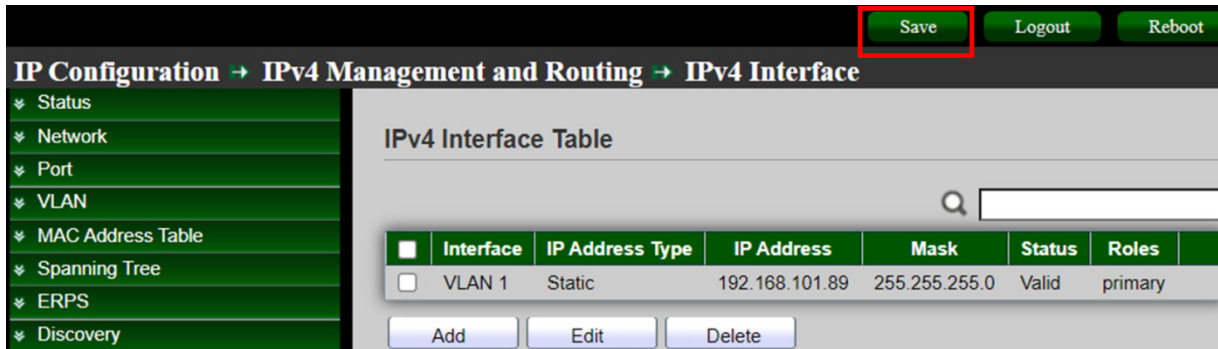 Save Logout Reboot
IP Configuration → IPv4 Management and Routing → IPv4 Interface
Status
Network
Port
VLAN
MAC Address Table
Spanning Tree
ERPS
Discovery
IPv4 Interface Table
Interface IP Address Type IP Address Mask Status Roles
VLAN 1 Static 192.168.101.89 255.255.255.0 Valid primary
Add Edit Delete